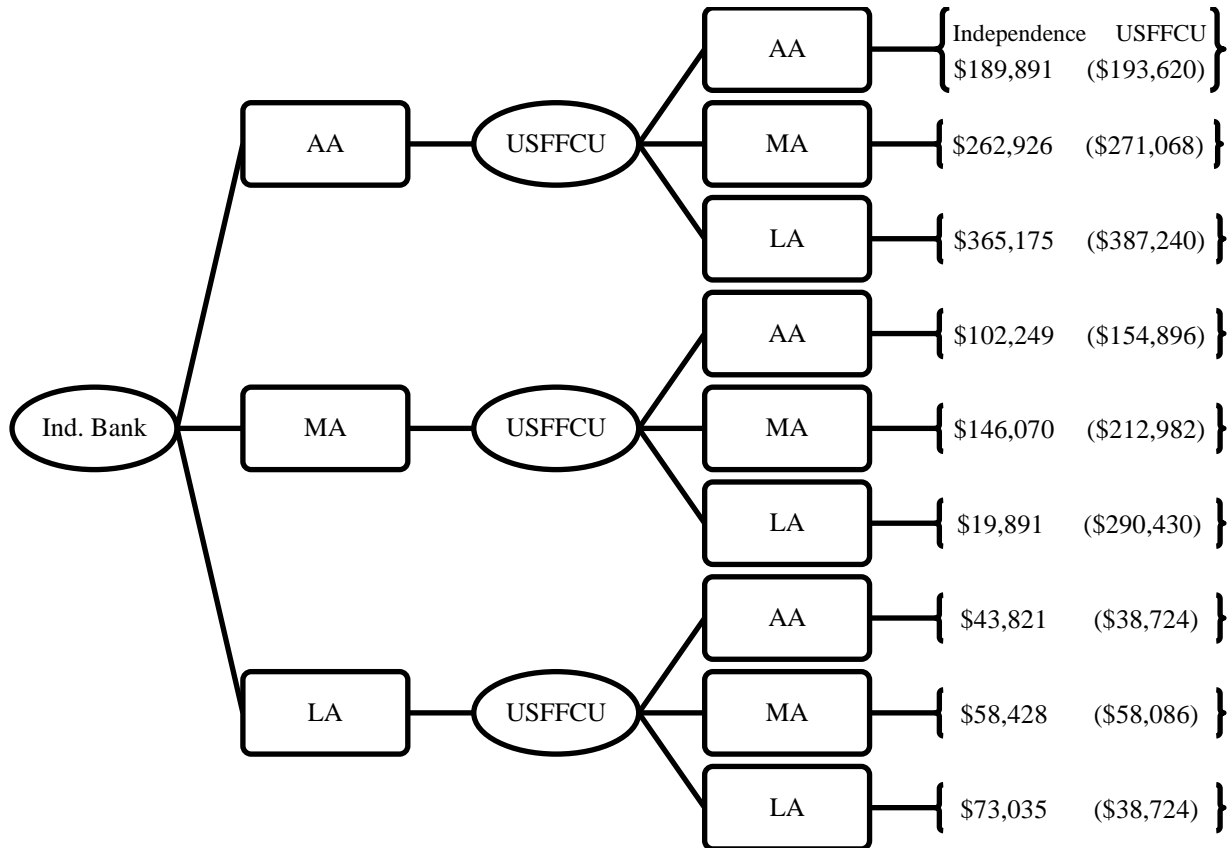 AA
Independence USFFCU
$189,891 ($193,620)
AA
USFFCU
MA
$262,926 ($271,068)
LA
$365,175 ($387,240)
AA
$102,249 ($154,896)
Ind. Bank
MA
USFFCU
MA
$146,070 ($212,982)
LA
$19,891 ($290,430)
AA
$43,821 ($38,724)
LA
USFFCU
MA
$58,428 ($58,086)
LA
$73,035 ($38,724)